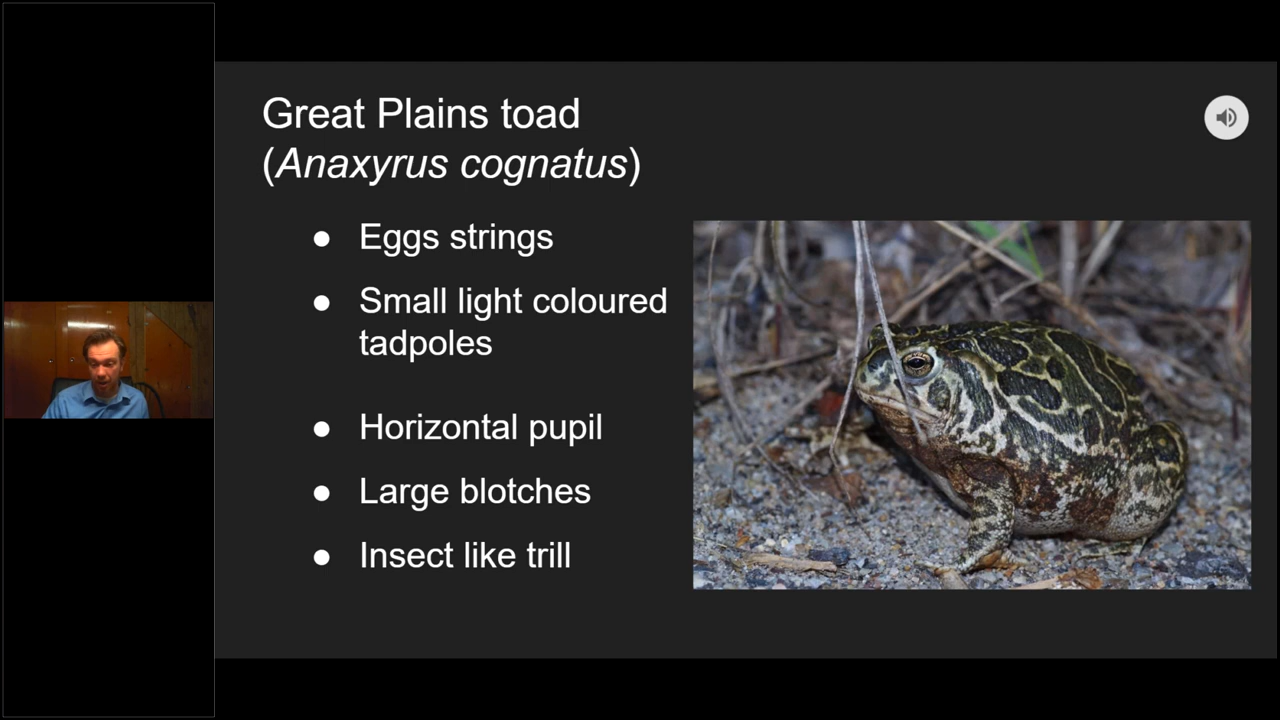 Great Plains toad
(Anaxyrus cognatus)
● Eggs strings
● Small light coloured
tadpoles
● Horizontal pupil
● Large blotches
● Insect like trill